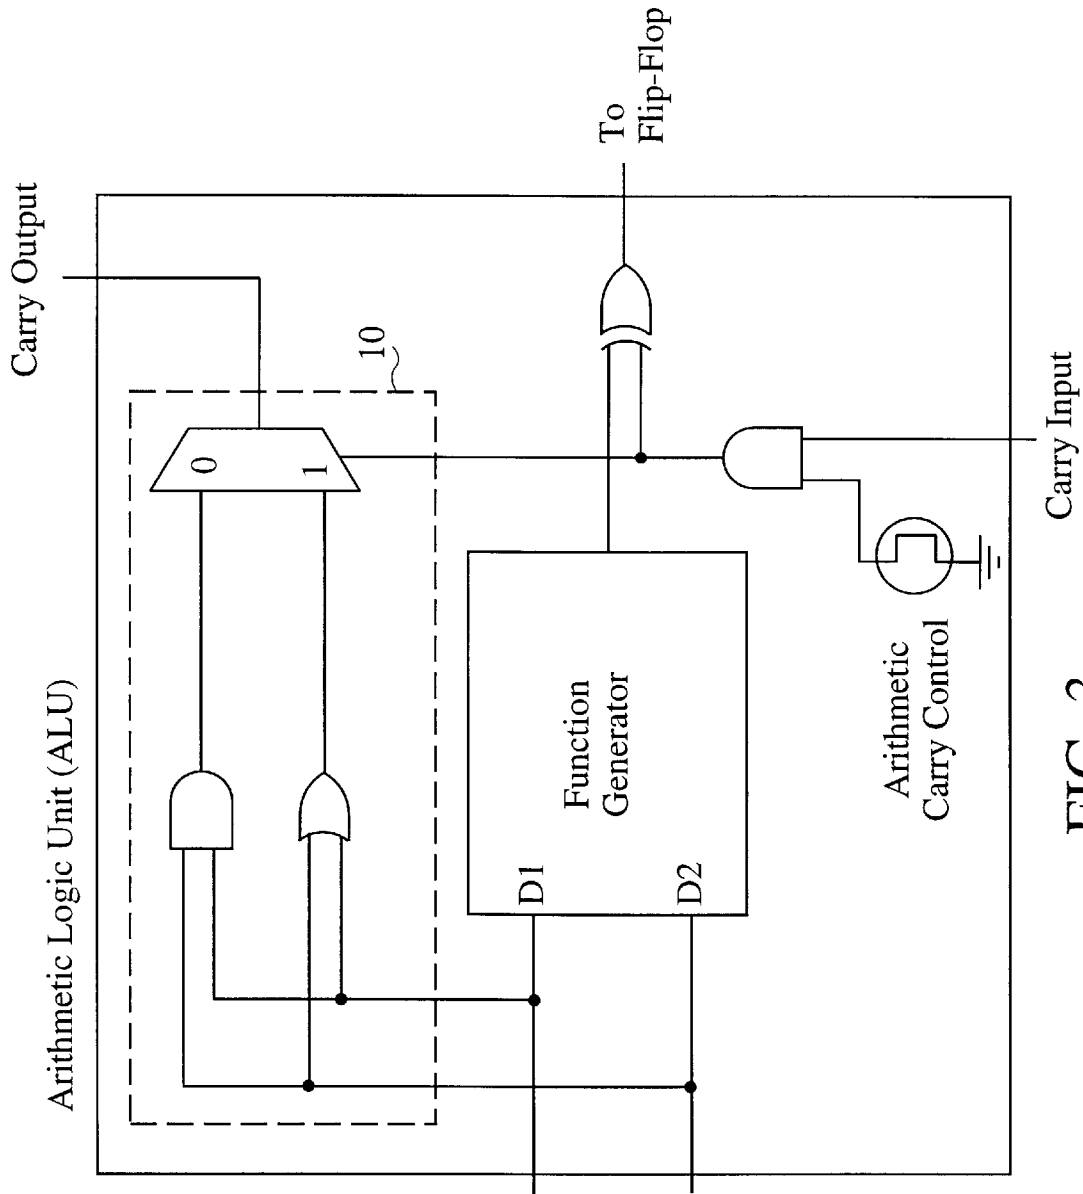 Arithmetic Logic Unit (ALU)
Carry Output
10
0
1
To
Flip-Flop
D1
D2
Function
Generator
Arithmetic
Carry Control
Carry Input